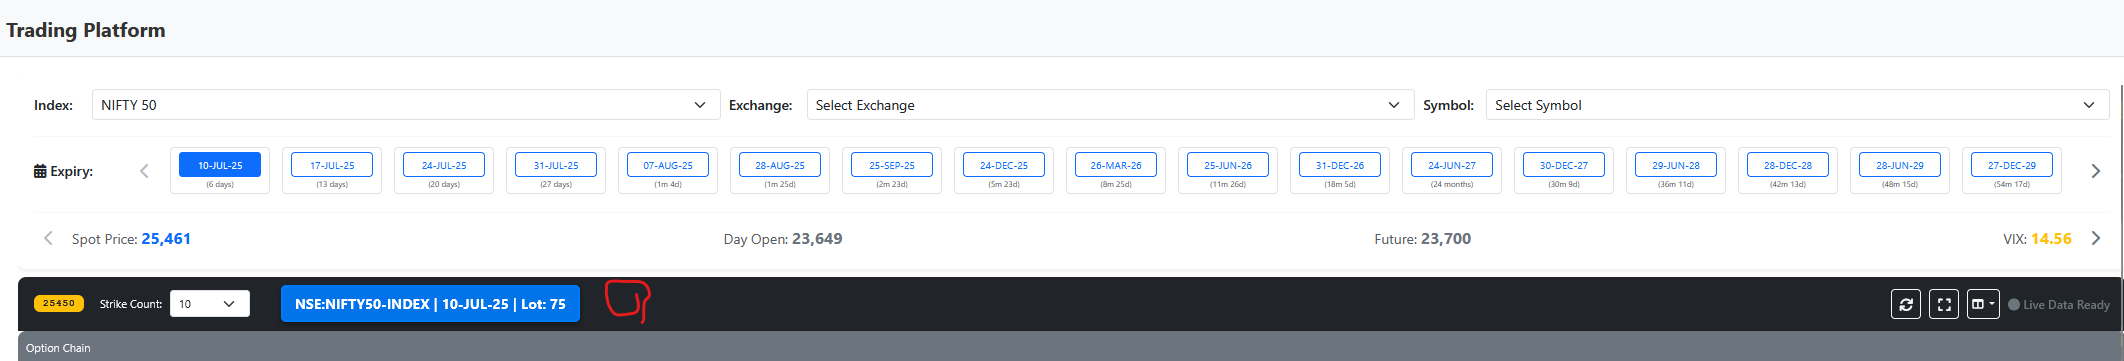 Trading Platform
Index: NIFTY 50 Exchange: Select Exchange Symbol: Select Symbol
Expiry: 10-JUL-25 17-JUL-25 24-JUL-25 31-JUL-25 07-AUG-25 28-AUG-25 25-SEP-25 24-DEC-25 26-MAR-26 25-JUN-26 31-DEC-26 24-JUN-27 30-DEC-27 29-JUN-28 28-DEC-28 28-JUN-29 27-DEC-29
(6 days) (13 days) (20 days) (27 days) (1m 4d) (1m 25d) (2m 23d) (5m 23d) (8m 25d) (11m 26d) (18m 5d) (24 months) (30m 9d) (36m 11d) (42m 13d) (48m 15d) (54m 17d)
Spot Price: 25,461 Day Open: 23,649 Future: 23,700 VIX: 14.56
25450 Strike Count: 10 NSE:NIFTY50-INDEX | 10-JUL-25 | Lot: 75 Live Data Ready
Option Chain